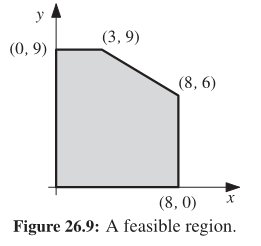 y
(0, 9)
(3, 9)
(8, 6)
(8, 0)
x
Figure 26.9: A feasible region.